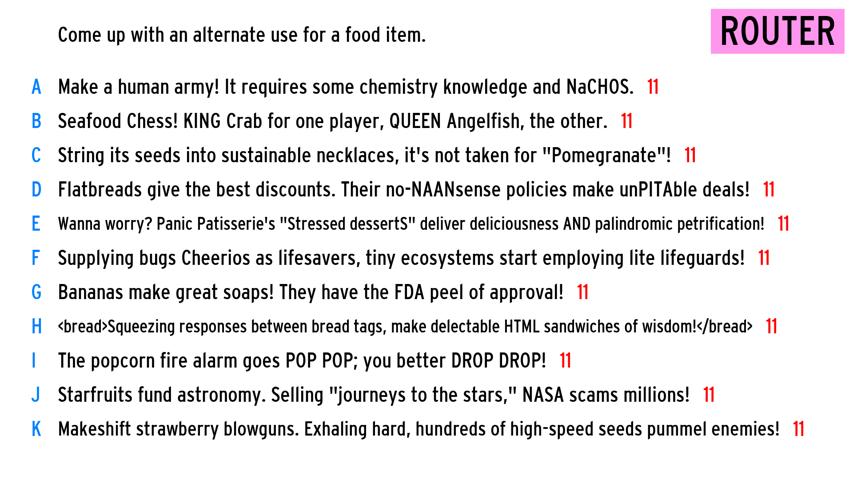 Come up with an alternate use for a food item.
ROUTER
A Make a human army! It requires some chemistry knowledge and NaCHOS. 11
B Seafood Chess! KING Crab for one player, QUEEN Angelfish, the other. 11
C String its seeds into sustainable necklaces, it's not taken for "Pomegranate"! 11
D Flatbreads give the best discounts. Their no-NAANsense policies make unPITAble deals! 11
E Wanna worry? Panic Patisserie's "Stressed dessertS" deliver deliciousness AND palindromic petrification! 11
F Supplying bugs Cheerios as lifesavers, tiny ecosystems start employing lite lifeguards! 11
G Bananas make great soaps! They have the FDA peel of approval! 11
H <bread>Squeezing responses between bread tags, make delectable HTML sandwiches of wisdom!</bread> 11
I The popcorn fire alarm goes POP POP; you better DROP DROP! 11
J Starfruits fund astronomy. Selling "journeys to the stars," NASA scams millions! 11
K Makeshift strawberry blowguns. Exhaling hard, hundreds of high-speed seeds pummel enemies! 11